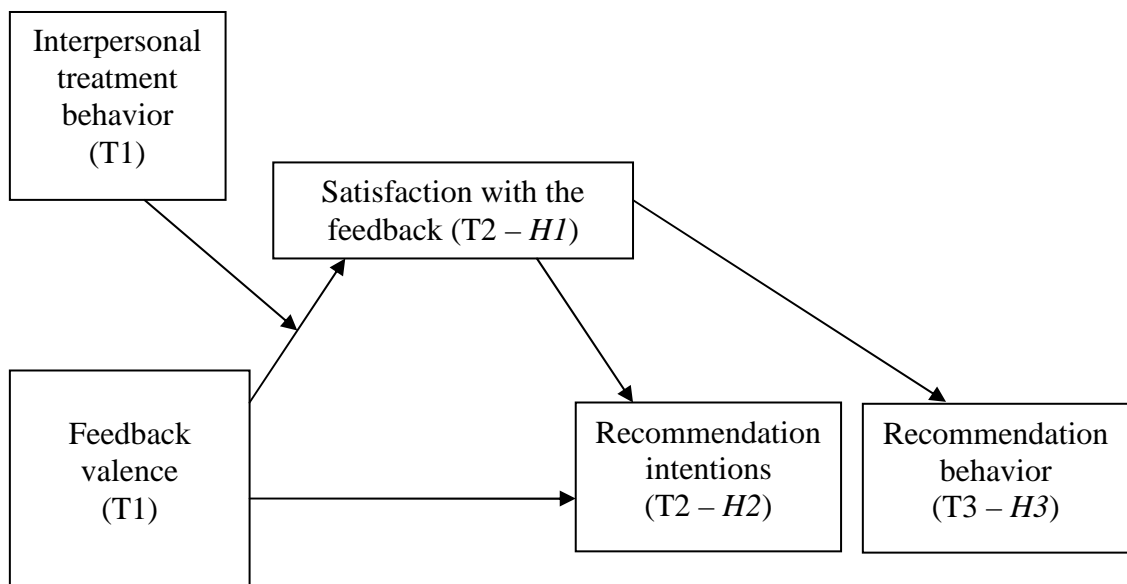 Interpersonal
treatment
behavior
(T1)
Satisfaction with the
feedback (T2 – H1)
Feedback
valence
(T1)
Recommendation
intentions
(T2 – H2)
Recommendation
behavior
(T3 – H3)